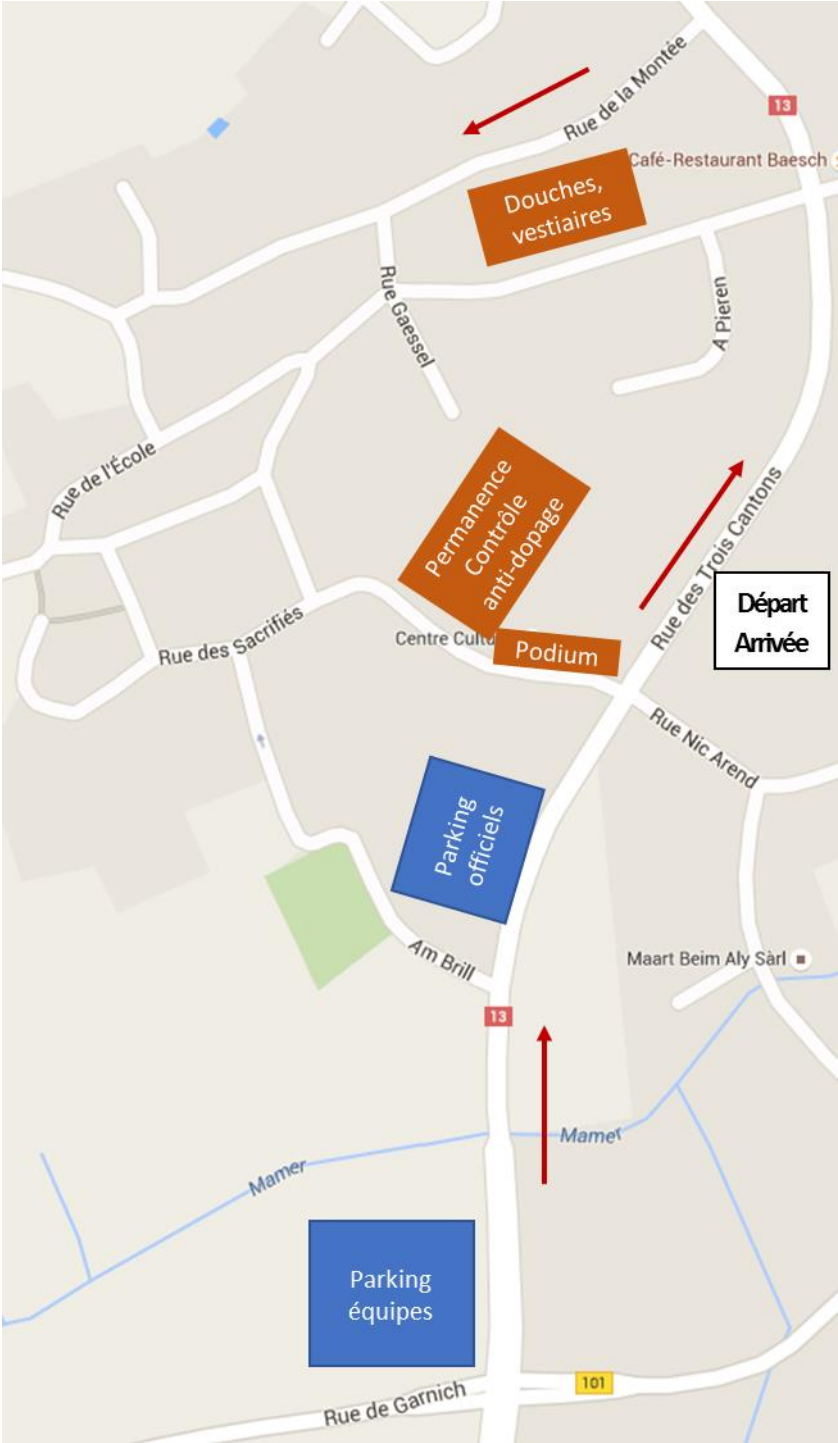 Rue de la Montée
13
Café-Restaurant Baesch
Douches,
vestiaires
Rue Gaessel
A Pieren
Rue de l'École
Permanence
Contrôle
anti-dopage
Rue des Trois Cantons
Départ
Arrivée
Rue des Sacrifiés
Centre Cultu
Podium
Rue Nic Arend
Parking
officiels
Am Brill
Maart Beim Aly Sàrl
13
Mamer
Mamer
Parking
équipes
101
Rue de Garnich